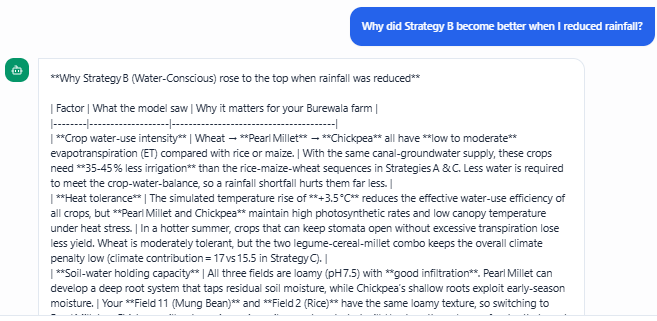 Why did Strategy B become better when I reduced rainfall?
**Why Strategy B (Water-Conscious) rose to the top when rainfall was reduced**
| Factor | What the model saw | Why it matters for your Burewala farm |
|--------|-------------------|--------------------------------------|
| **Crop water-use intensity** | Wheat → **Pearl Millet** → **Chickpea** all have **low to moderate**
evapotranspiration (ET) compared with rice or maize. | With the same canal-groundwater supply, these crops
need **35-45 % less irrigation** than the rice-maize-wheat sequences in Strategies A & C. Less water is required
to meet the crop-water-balance, so a rainfall shortfall hurts them far less. |
| **Heat tolerance** | The simulated temperature rise of **+3.5 °C** reduces the effective water-use efficiency of
all crops, but **Pearl Millet and Chickpea** maintain high photosynthetic rates and low canopy temperature
under heat stress. | In a hotter summer, crops that can keep stomata open without excessive transpiration lose
less yield. Wheat is moderately tolerant, but the two legume-cereal-millet combo keeps the overall climate
penalty low (climate contribution = 17 vs 15.5 in Strategy C). |
| **Soil-water holding capacity** | All three fields are loamy (pH 7.5) with **good infiltration**. Pearl Millet can
develop a deep root system that taps residual soil moisture, while Chickpea's shallow roots exploit early-season
moisture. | Your **Field 11 (Mung Bean)** and **Field 2 (Rice)** have the same loamy texture, so switching to